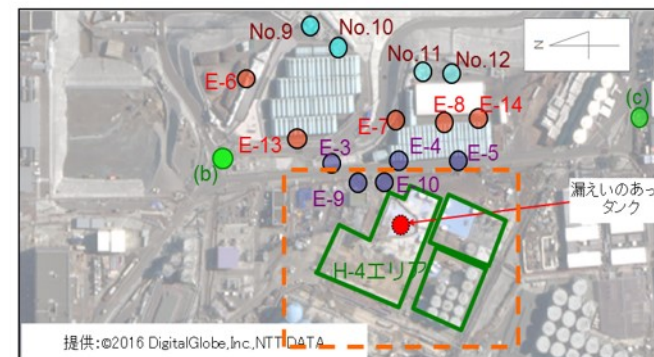 No.9
No.10
No.11
No.12
N
(c)
E-6
E-7
E-8
E-14
E-13
E-3
E-4
E-5
(b)
E-9
E-10
漏えいのあっ
タンク
H-4エリア
提供:©2016 DigitalGlobe,Inc,NTT DATA